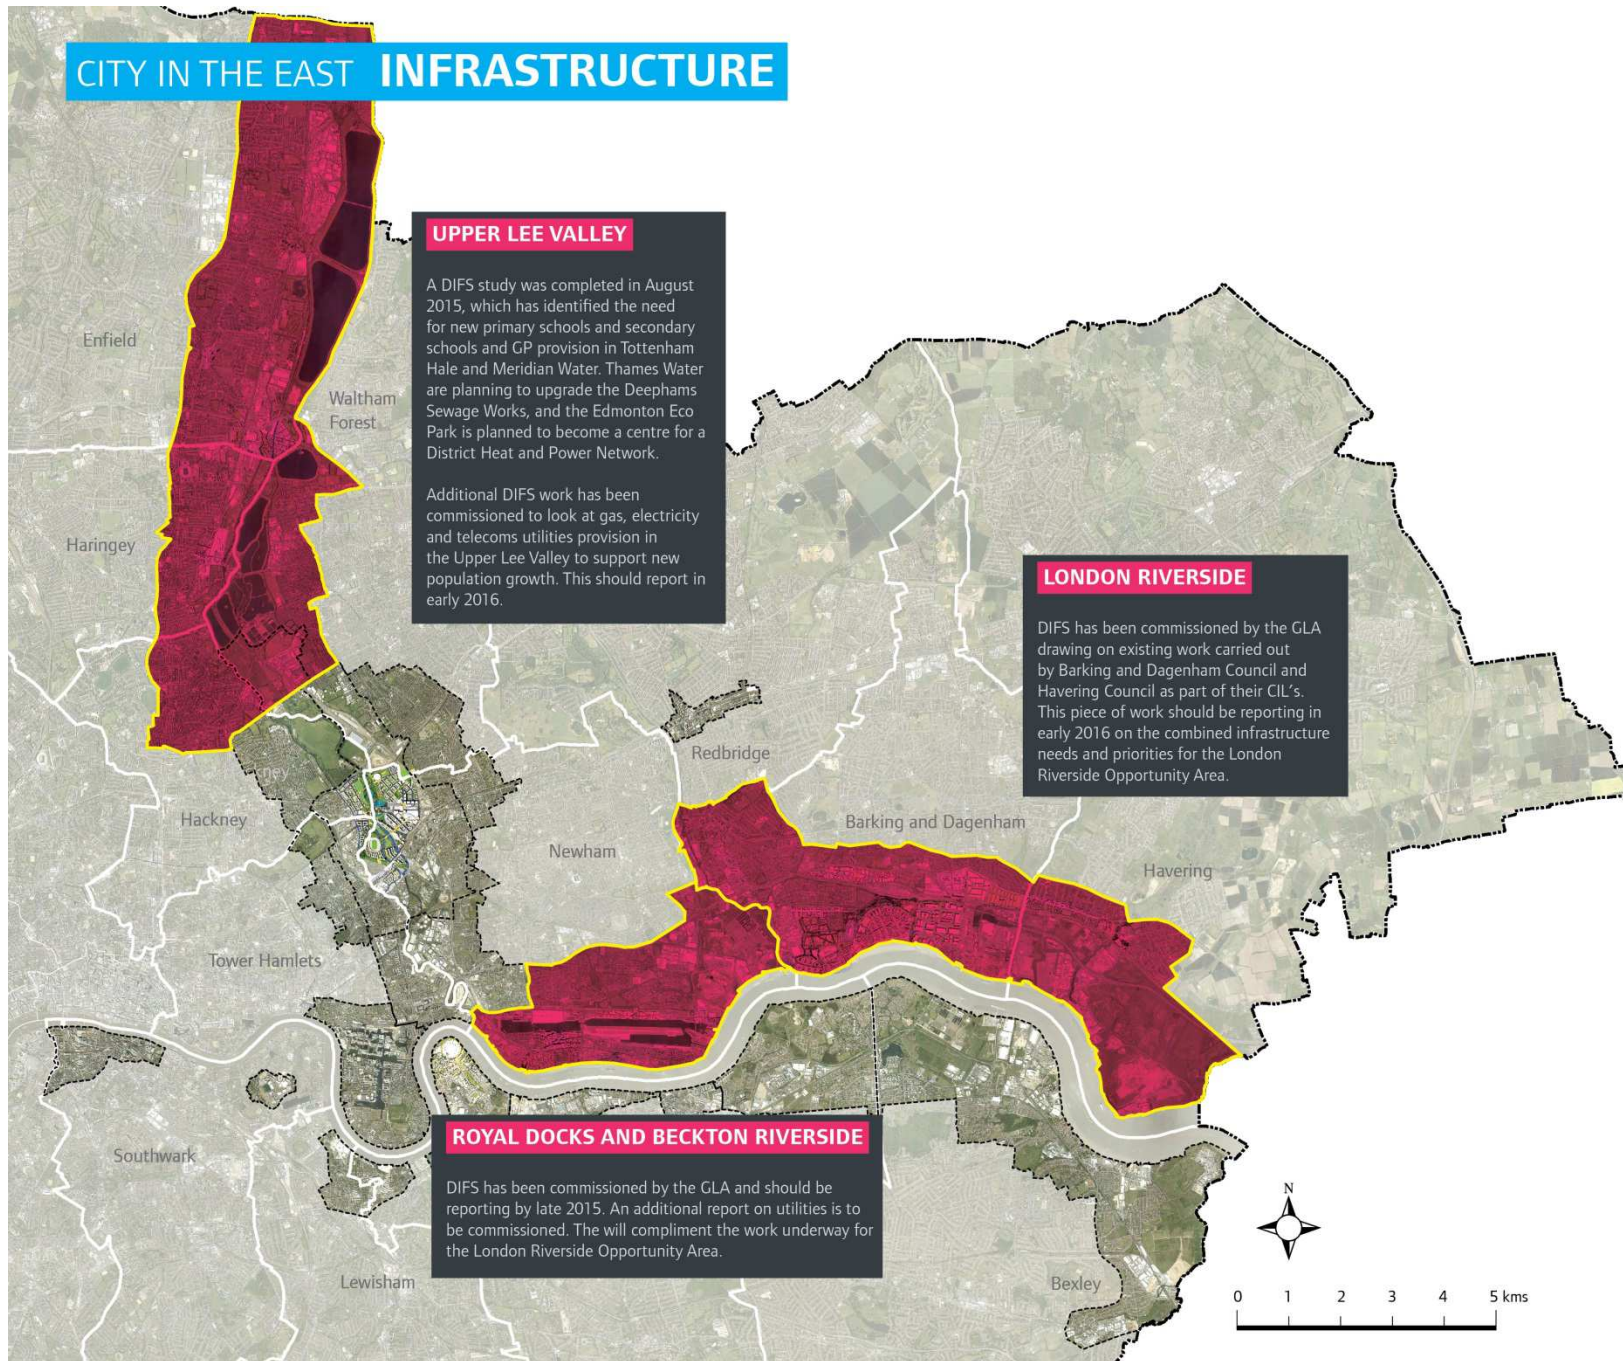 CITY IN THE EAST INFRASTRUCTURE
UPPER LEE VALLEY
A DIFS study was completed in August
2015, which has identified the need
for new primary schools and secondary
schools and GP provision in Tottenham
Hale and Meridian Water. Thames Water
are planning to upgrade the Deephams
Sewage Works, and the Edmonton Eco
Park is planned to become a centre for a
District Heat and Power Network.
Additional DIFS work has been
commissioned to look at gas, electricity
and telecoms utilities provision in
the Upper Lee Valley to support new
population growth. This should report in
early 2016.
Enfield
Waltham
Forest
Haringey
LONDON RIVERSIDE
DIFS has been commissioned by the GLA
drawing on existing work carried out
by Barking and Dagenham Council and
Havering Council as part of their CIL's.
This piece of work should be reporting in
early 2016 on the combined infrastructure
needs and priorities for the London
Riverside Opportunity Area.
Redbridge
Hackney
Newham
Barking and Dagenham
Havering
Tower Hamlets
Southwark
ROYAL DOCKS AND BECKTON RIVERSIDE
DIFS has been commissioned by the GLA and should be
reporting by late 2015. An additional report on utilities is to
be commissioned. The will compliment the work underway for
the London Riverside Opportunity Area.
Lewisham
Bexley
N
0 1 2 3 4 5 kms